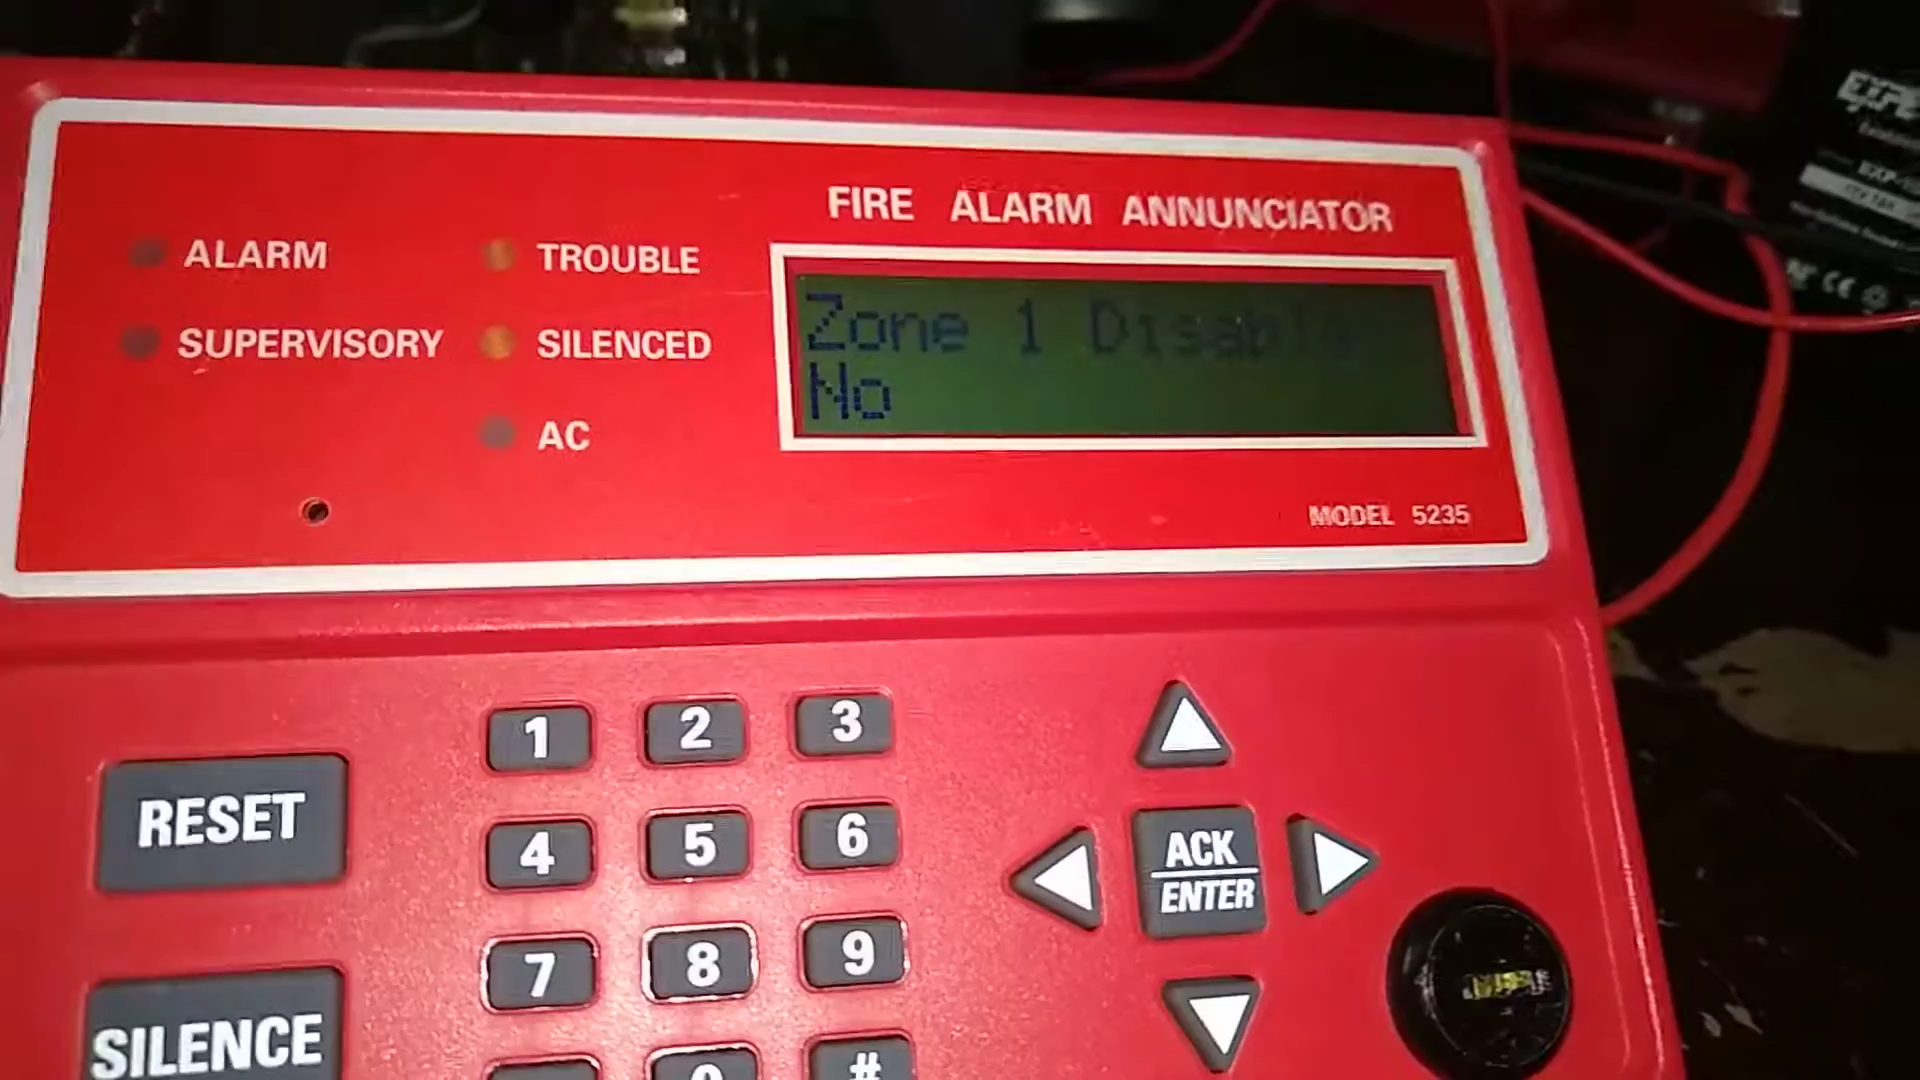 FIRE ALARM ANNUNCIATOR
ALARM
TROUBLE
SUPERVISORY
SILENCED
AC
Zone 1 Disable
No
MODEL 5235
1 2 3
4 5 6
7 8 9
#
RESET
SILENCE
ACK
ENTER